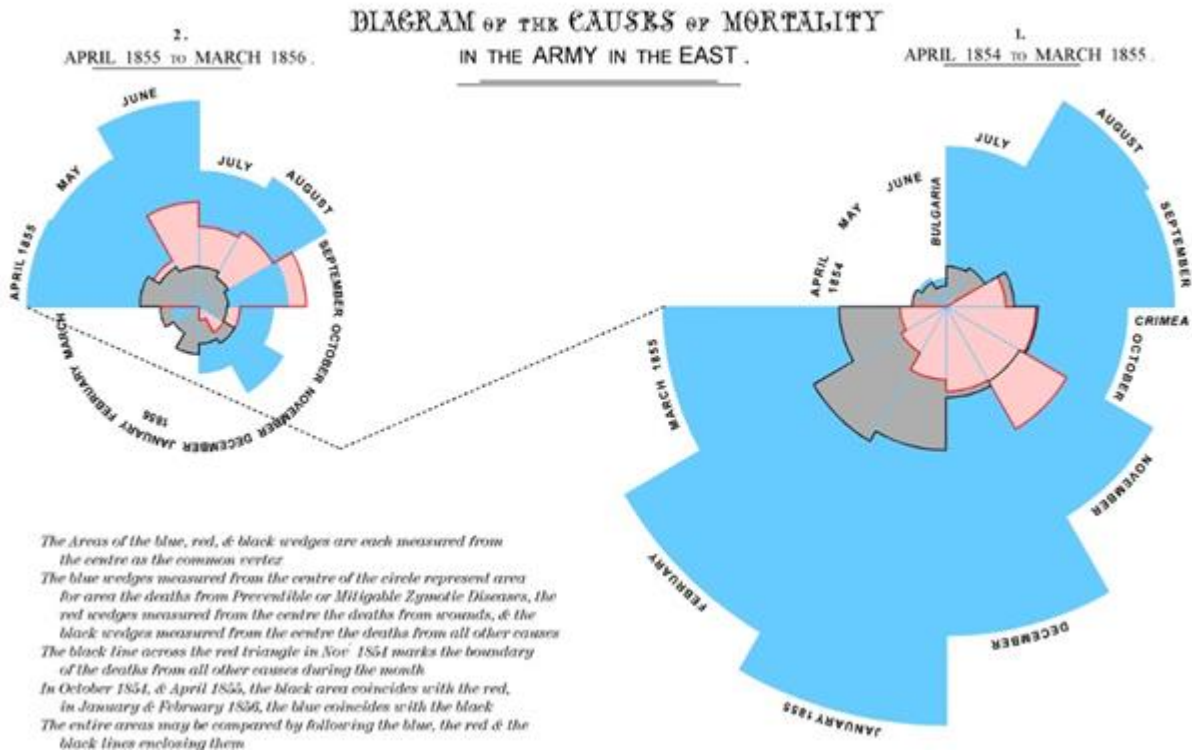 DIAGRAM OF THE CAUSES OF MORTALITY
IN THE ARMY IN THE EAST.
2.
APRIL 1855 TO MARCH 1856.
1.
APRIL 1854 TO MARCH 1855.
APRIL 1855
MAY
JUNE
JULY
AUGUST
SEPTEMBER
OCTOBER
NOVEMBER
DECEMBER
JANUARY
1856
FEBRUARY
MARCH
APRIL
1854
MAY
JUNE
BULGARIA
JULY
AUGUST
SEPTEMBER
CRIMEA
OCTOBER
NOVEMBER
DECEMBER
JANUARY 1855
FEBRUARY
MARCH 1855
The Areas of the blue, red, & black wedges are each measured from
the centre as the common vertex
The blue wedges measured from the centre of the circle represent area
for area the deaths from Preventible or Mitigable Zymotic Diseases, the
red wedges measured from the centre the deaths from wounds, & the
black wedges measured from the centre the deaths from all other causes
The black line across the red triangle in Nov' 1854 marks the boundary
of the deaths from all other causes during the month
In October 1854, & April 1855, the black area coincides with the red,
in January & February 1856, the blue coincides with the black
The entire areas may be compared by following the blue, the red & the
black lines enclosing them